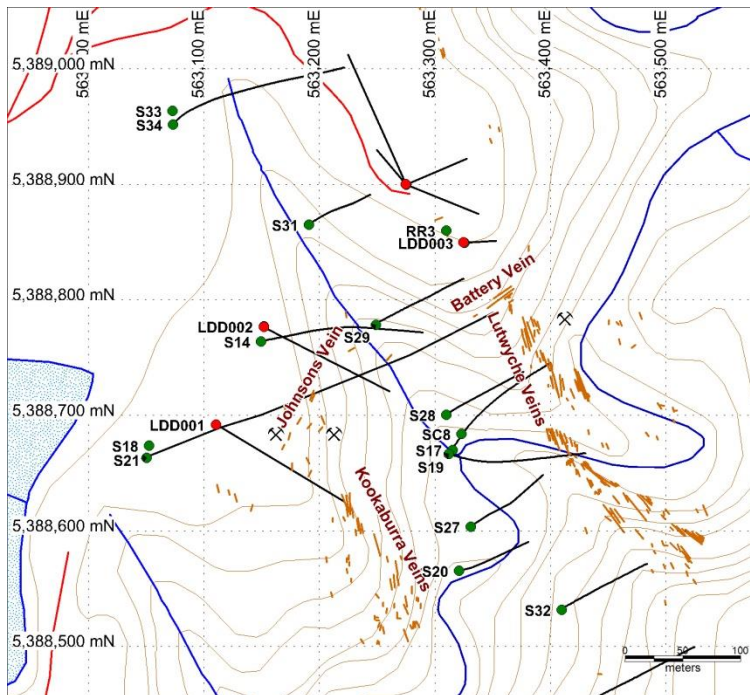 563,000 mE
563,100 mE
563,200 mE
563,300 mE
563,400 mE
563,500 mE
5,389,000 mN
S33
S34
5,388,900 mN
S31
RR3
LDD003
Battery Vein
5,388,800 mN
LDD002
S14
S29
Johnsons Vein
Lutwyche Veins
5,388,700 mN
LDD001
S28
SC8
S18
S21
S17
S19
Kookaburra Veins
5,388,600 mN
S27
S20
S32
5,388,500 mN
0 50 100
meters